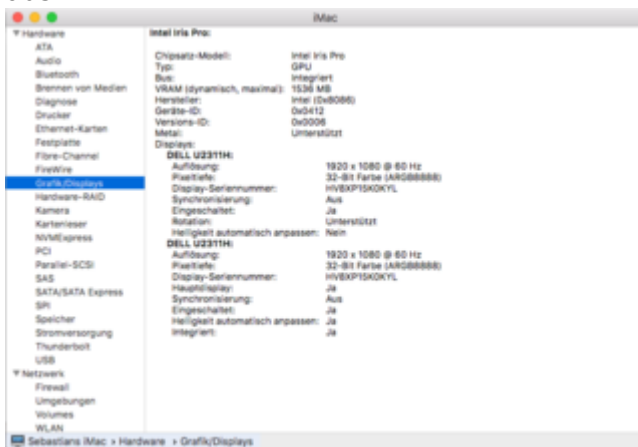 iMac
▼ Hardware
ATA
Audio
Bluetooth
Brennen von Medien
Diagnose
Drucker
Ethernet-Karten
Festplatte
Fibre-Channel
FireWire
Grafik/Displays
Hardware-RAID
Kamera
Kartenleser
NVMExpress
PCI
Parallel-SCSI
SAS
SATA/SATA Express
SPI
Speicher
Stromversorgung
Thunderbolt
USB
▼ Netzwerk
Firewall
Umgebungen
Volumes
WLAN
Intel Iris Pro:
Chipsatz-Modell: Intel Iris Pro
Typ: GPU
Bus: Integriert
VRAM (dynamisch, maximal): 1536 MB
Hersteller: Intel (0x8086)
Geräte-ID: 0x0412
Versions-ID: 0x0006
Metal: Unterstützt
Displays:
DELL U2311H:
Auflösung: 1920 x 1080 @ 60 Hz
Pixeltiefe: 32-Bit Farbe (ARGB8888)
Display-Seriennummer:
Synchronisierung: Aus
Eingeschaltet: Ja
Rotation: Unterstützt
Helligkeit automatisch anpassen: Nein
DELL U2311H:
Auflösung: 1920 x 1080 @ 60 Hz
Pixeltiefe: 32-Bit Farbe (ARGB8888)
Display-Seriennummer:
Hauptdisplay: Ja
Synchronisierung: Aus
Eingeschaltet: Ja
Helligkeit automatisch anpassen: Ja
Integriert: Ja
Sebastians iMac › Hardware › Grafik/Displays